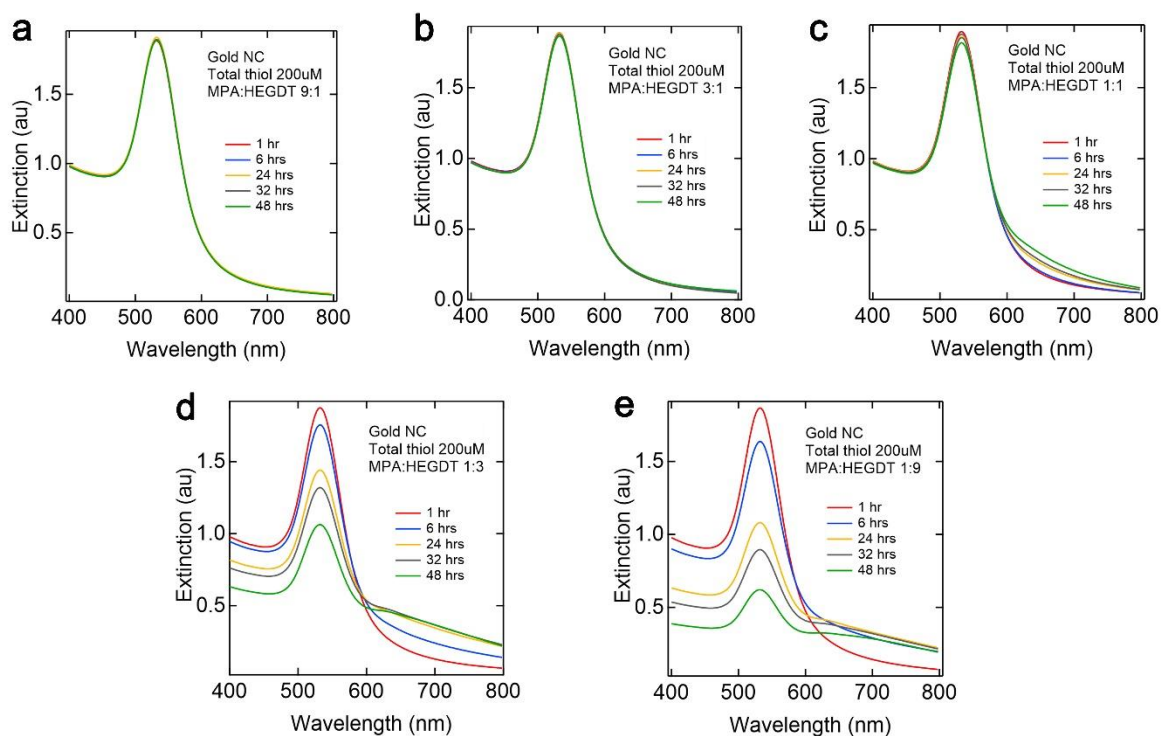 a
Gold NC
Total thiol 200uM
MPA:HEGDT 9:1
1 hr
6 hrs
24 hrs
32 hrs
48 hrs
Extinction (au)
1.5
1.0
0.5
400 500 600 700 800
Wavelength (nm)
b
Gold NC
Total thiol 200uM
MPA:HEGDT 3:1
1 hr
6 hrs
24 hrs
32 hrs
48 hrs
Extinction (au)
1.5
1.0
0.5
0.0
400 500 600 700 800
Wavelength (nm)
c
Gold NC
Total thiol 200uM
MPA:HEGDT 1:1
1 hr
6 hrs
24 hrs
32 hrs
48 hrs
Extinction (au)
1.5
1.0
0.5
400 500 600 700 800
Wavelength (nm)
d
Gold NC
Total thiol 200uM
MPA:HEGDT 1:3
1 hr
6 hrs
24 hrs
32 hrs
48 hrs
Extinction (au)
1.5
1.0
0.5
400 500 600 700 800
Wavelength (nm)
e
Gold NC
Total thiol 200uM
MPA:HEGDT 1:9
1 hr
6 hrs
24 hrs
32 hrs
48 hrs
Extinction (au)
1.5
1.0
0.5
400 500 600 700 800
Wavelength (nm)